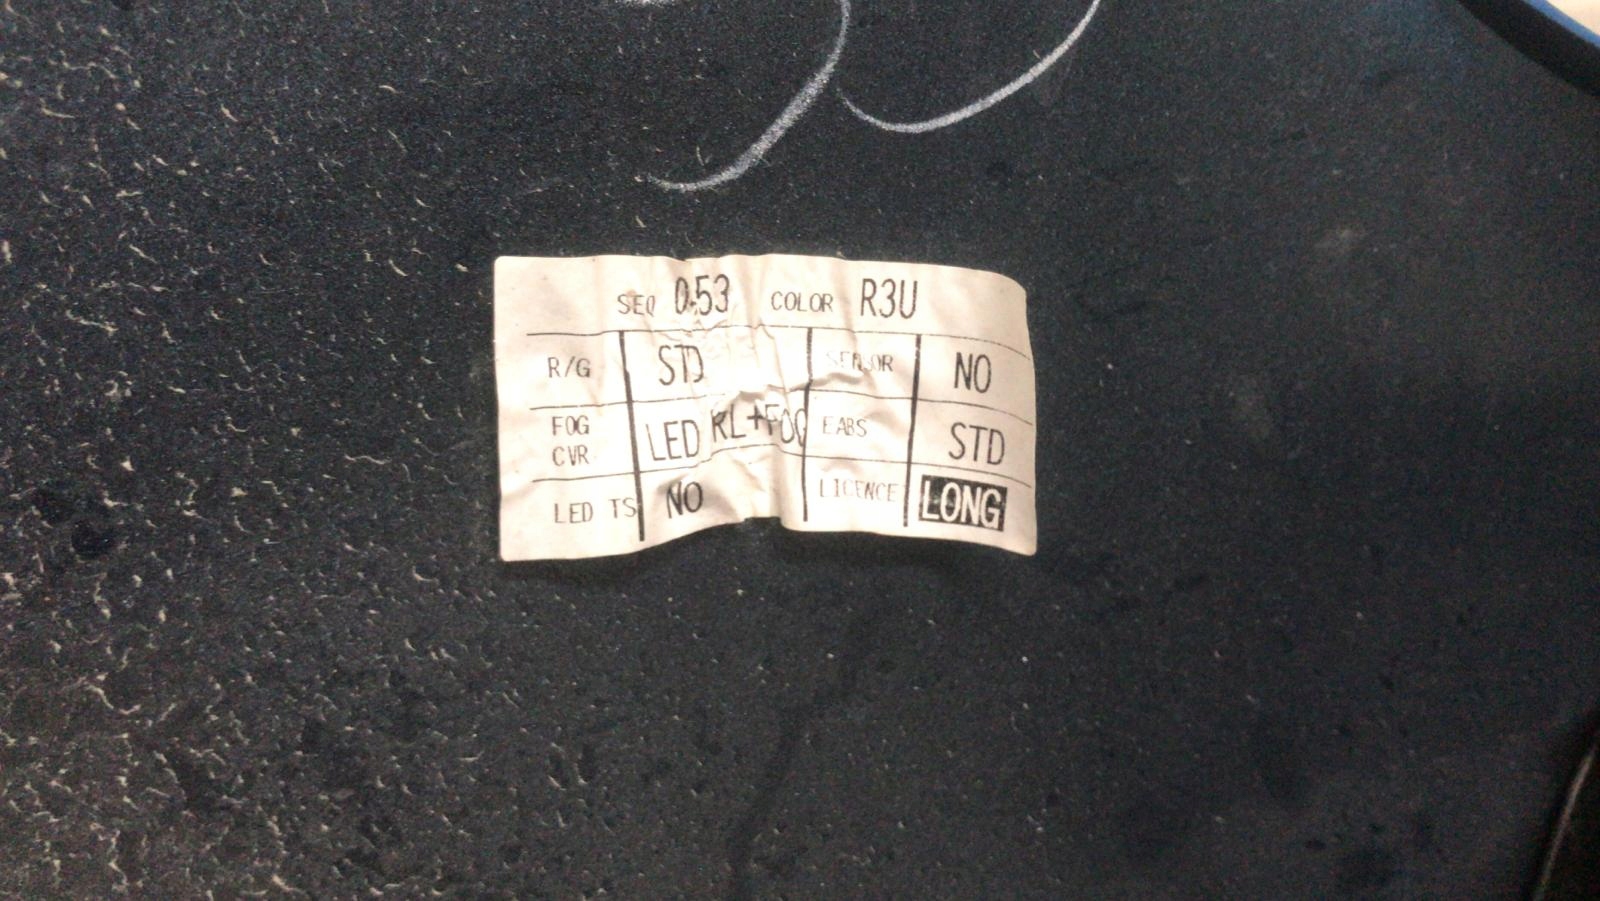 SEQ 053 COLOR R3U
R/G STD SENSOR NO
FOG CVR LED RL+FOG EABS STD
LED TS NO LICENCE LONG